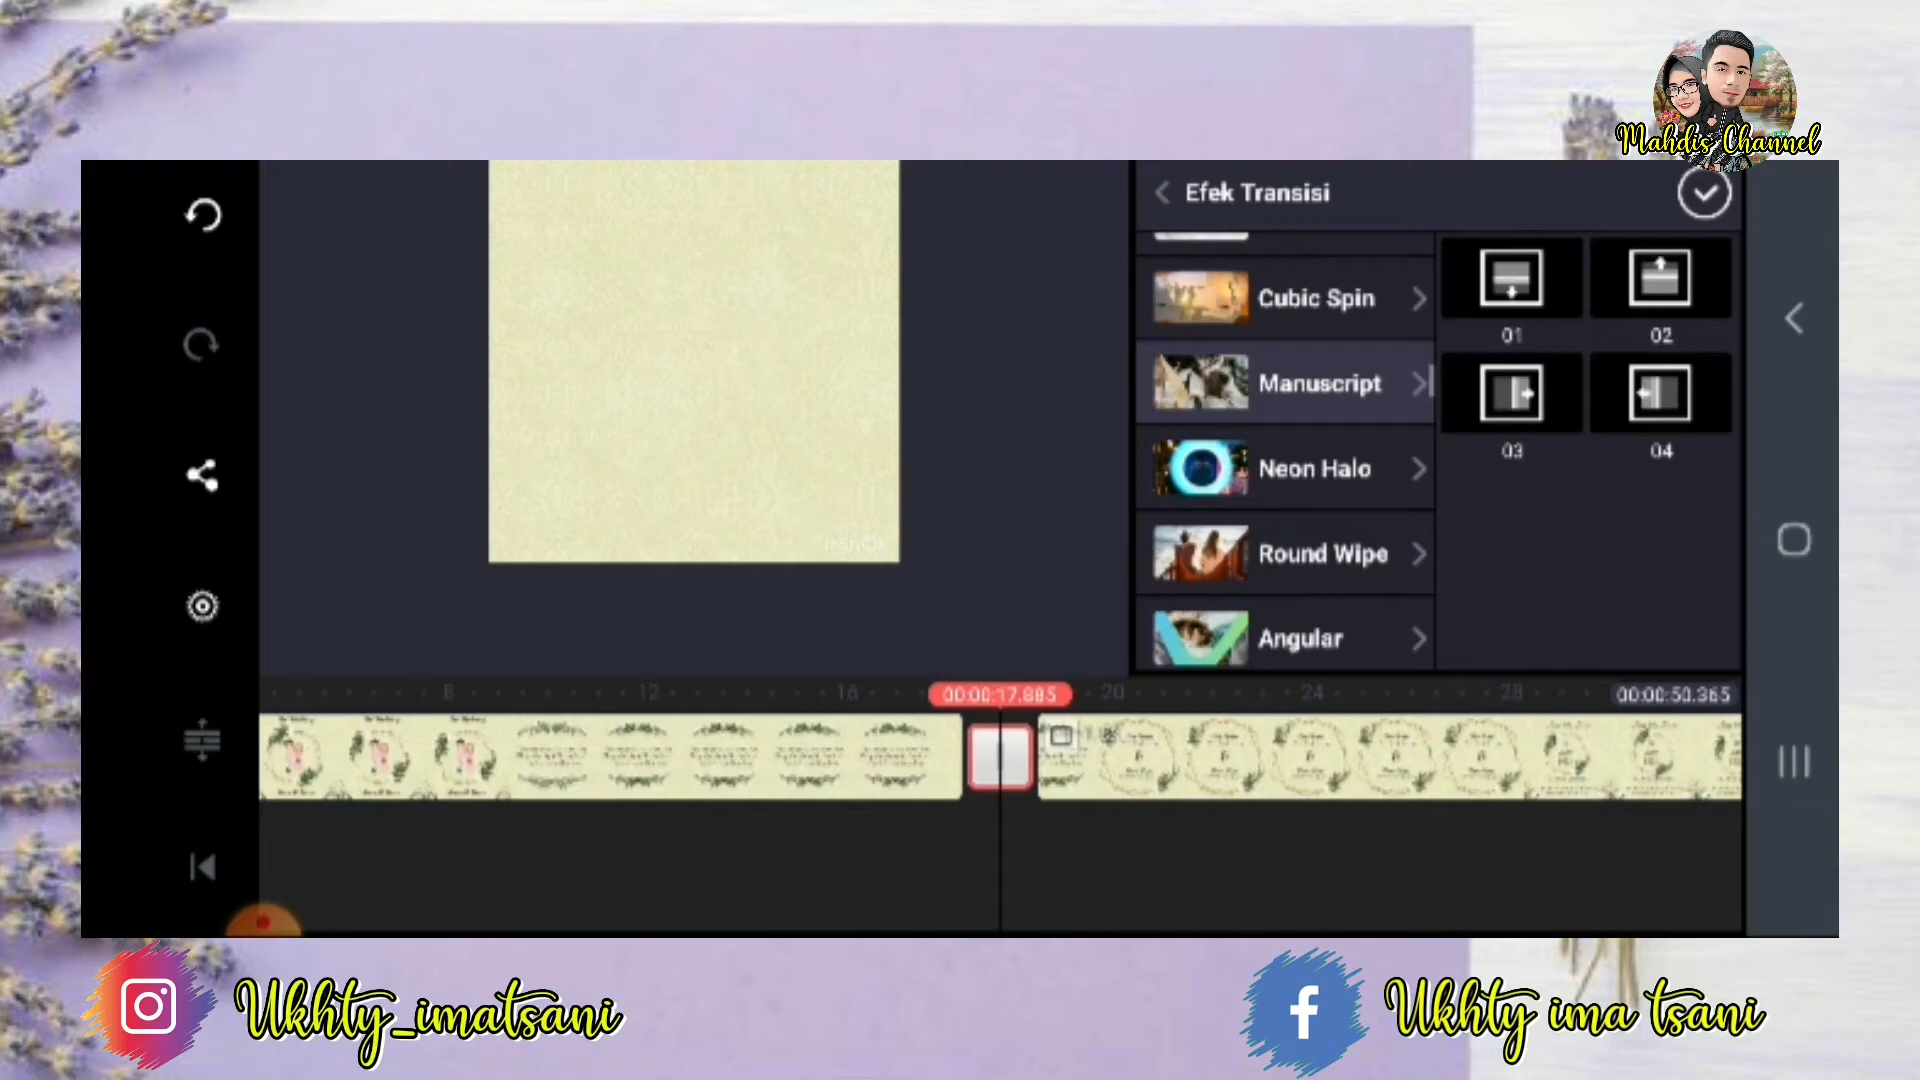 Mahdis Channel
Efek Transisi
Cubic Spin
Manuscript
Neon Halo
Round Wipe
Angular
01
02
03
04
8
12
16
00:00:17.885
20
24
28
00:00:50.365
Ukhty_imatsani
Ukhty ima tsani